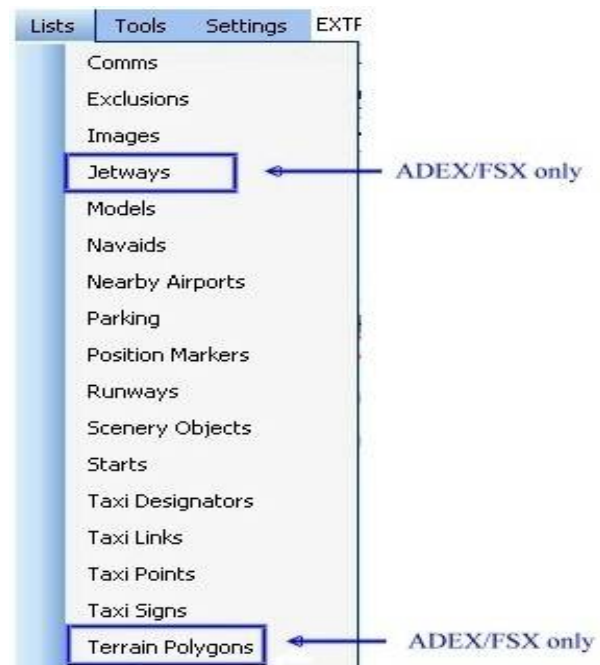 Lists Tools Settings
Comms
Exclusions
Images
Jetways ADEX/FSX only
Models
Navaids
Nearby Airports
Parking
Position Markers
Runways
Scenery Objects
Starts
Taxi Designators
Taxi Links
Taxi Points
Taxi Signs
Terrain Polygons ADEX/FSX only